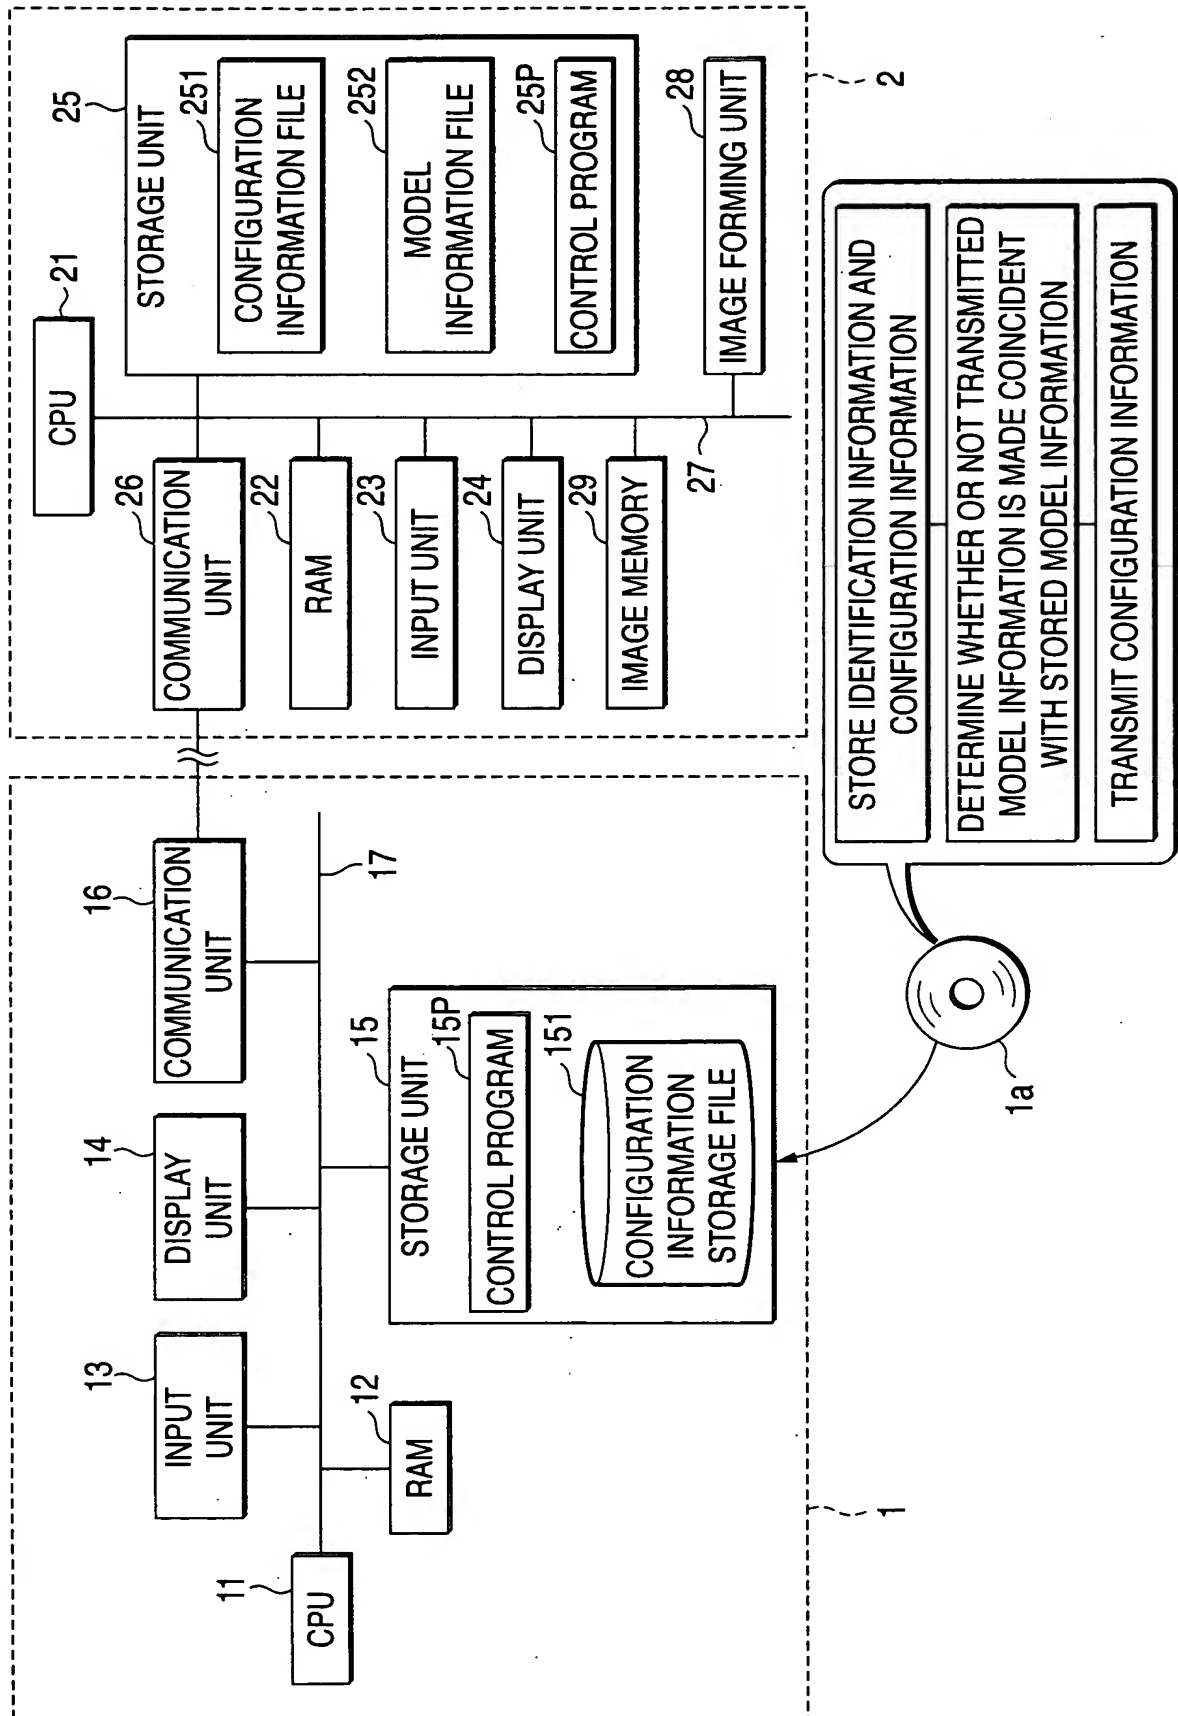 11
CPU
13
INPUT
UNIT
14
DISPLAY
UNIT
16
COMMUNICATION
UNIT
12
RAM
17
15
STORAGE UNIT
15P
CONTROL PROGRAM
151
CONFIGURATION
INFORMATION
STORAGE FILE
1
21
CPU
26
COMMUNICATION
UNIT
22
RAM
23
INPUT UNIT
24
DISPLAY UNIT
29
IMAGE MEMORY
27
25
STORAGE UNIT
251
CONFIGURATION
INFORMATION FILE
252
MODEL
INFORMATION FILE
25P
CONTROL PROGRAM
28
IMAGE FORMING UNIT
2
1a
STORE IDENTIFICATION INFORMATION AND
CONFIGURATION INFORMATION
DETERMINE WHETHER OR NOT TRANSMITTED
MODEL INFORMATION IS MADE COINCIDENT
WITH STORED MODEL INFORMATION
TRANSMIT CONFIGURATION INFORMATION